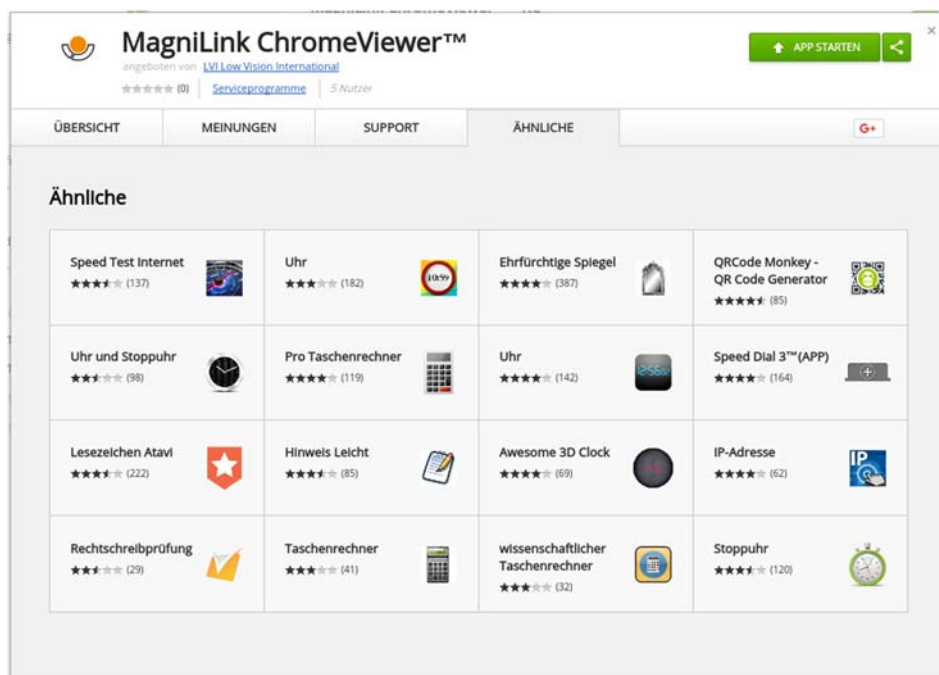 MagniLink ChromeViewer™
angeboten von LVI Low Vision International
(0) Serviceprogramme 5 Nutzer
APP STARTEN
ÜBERSICHT MEINUNGEN SUPPORT ÄHNLICHE G+
Ähnliche
Speed Test Internet
(137)
Uhr
(182)
10:59
Ehrfürchtige Spiegel
(387)
QRCode Monkey -
QR Code Generator
(85)
Uhr und Stoppuhr
(98)
Pro Taschenrechner
(119)
Uhr
(142)
Speed Dial 3™(APP)
(164)
Lesezeichen Atavi
(222)
Hinweis Leicht
(85)
Awesome 3D Clock
(69)
IP-Adresse
(62)
IP
Rechtschreibprüfung
(29)
Taschenrechner
(41)
wissenschaftlicher
Taschenrechner
(32)
Stoppuhr
(120)